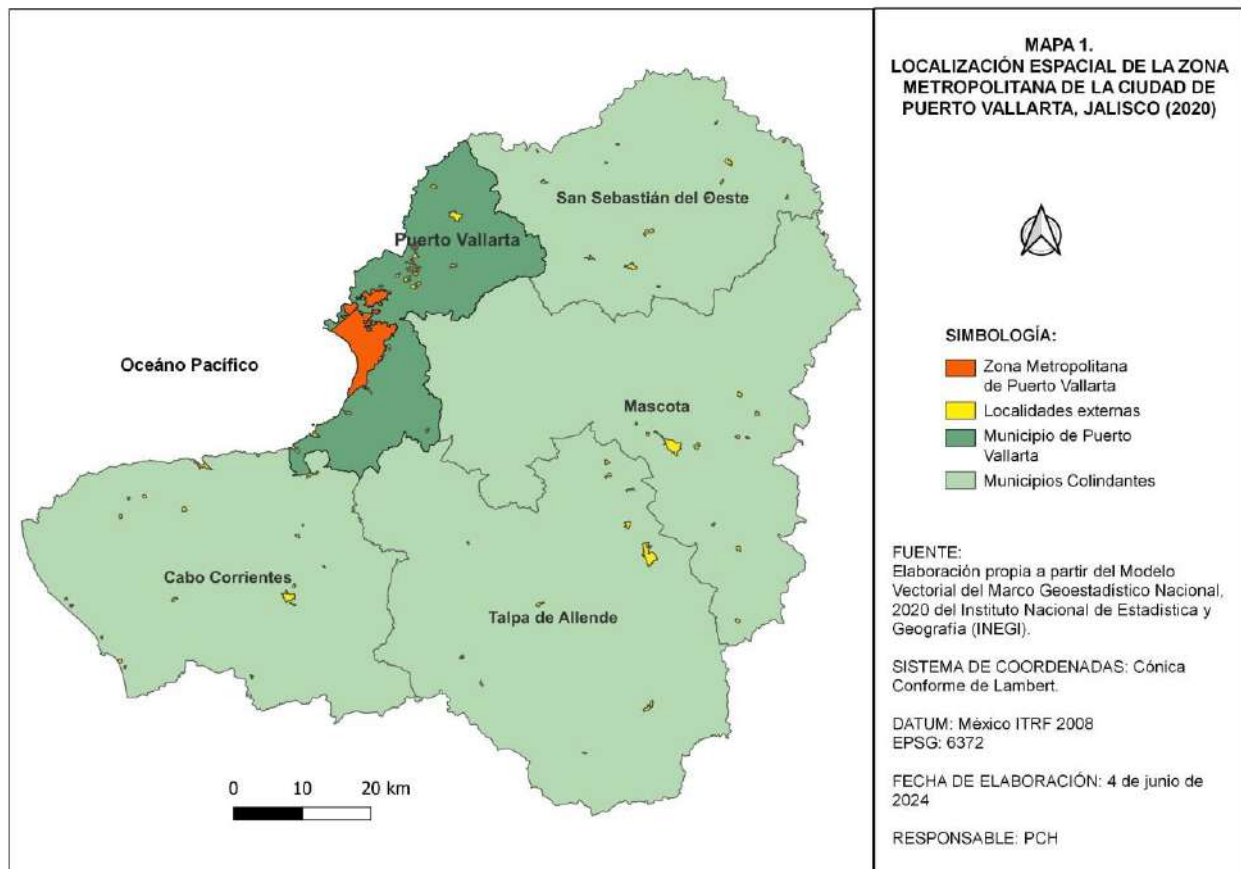 MAPA 1.
LOCALIZACIÓN ESPACIAL DE LA ZONA
METROPOLITANA DE LA CIUDAD DE
PUERTO VALLARTA, JALISCO (2020)
San Sebastián del Oeste
Puerto Vallarta
Oceáno Pacífico
Mascota
Cabo Corrientes
Talpa de Allende
0 10 20 km
SIMBOLOGÍA:
Zona Metropolitana
de Puerto Vallarta
Localidades externas
Municipio de Puerto
Vallarta
Municipios Colindantes
FUENTE:
Elaboración propia a partir del Modelo
Vectorial del Marco Geoestadístico Nacional,
2020 del Instituto Nacional de Estadística y
Geografía (INEGI).
SISTEMA DE COORDENADAS: Cónica
Conforme de Lambert.
DATUM: México ITRF 2008
EPSG: 6372
FECHA DE ELABORACIÓN: 4 de junio de
2024
RESPONSABLE: PCH